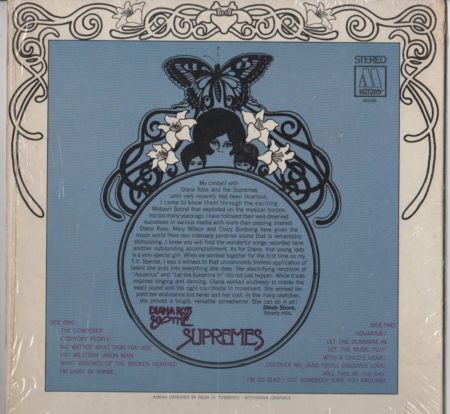 STEREO
M
MOTOWN
My contact with
Diana Ross and the Supremes
until very recently had been vicarious.
I came to know them through the exciting
Motown Sound that exploded on the musical horizon
not too many years ago. I have followed their well-deserved
successes in various media with more than passing interest.
Diana Ross, Mary Wilson and Cindy Birdsong have given the
music world their own intensely personal sound that is remarkably
stimulating. I know you will find the wonderful songs recorded here
another outstanding accomplishment. As for Diana, that young lady
is a very special girl. When we worked together for the first time on my
T.V. Special, I was a witness to that uncommonly tireless application of
talent she puts into everything she does. Her electrifying rendition of
"Aquarius" and "Let the Sunshine In" did not just happen. While it was
inspired singing and dancing, Diana worked endlessly to create the
exact sound and the right coordinate in movement. She worked be-
yond her endurance but never just her cool. In the many sketches,
she proved a bright, versatile comedienne. She can do it all!
Dinah Shore,
Beverly Hills.
DIANA ROSS
& THE
SUPREMES
SIDE ONE:
THE COMPOSER
EVERYDAY PEOPLE
NO MATTER WHAT SIGN YOU ARE
HEY WESTERN UNION MAN
WHAT BECOMES OF THE BROKEN HEARTED
I'M LIVIN' IN SHAME
SIDE TWO:
AQUARIUS/
LET THE SUNSHINE IN
LET THE MUSIC PLAY
WITH A CHILD'S HEART
DISCOVER ME (AND YOU'LL DISCOVER LOVE)
WILL THIS BE THE DAY
I'M SO GLAD I GOT SOMEBODY (LIKE YOU AROUND)
ALBUM DESIGNED BY DEAN O. TORRENCE - KITTYHAWK GRAPHICS